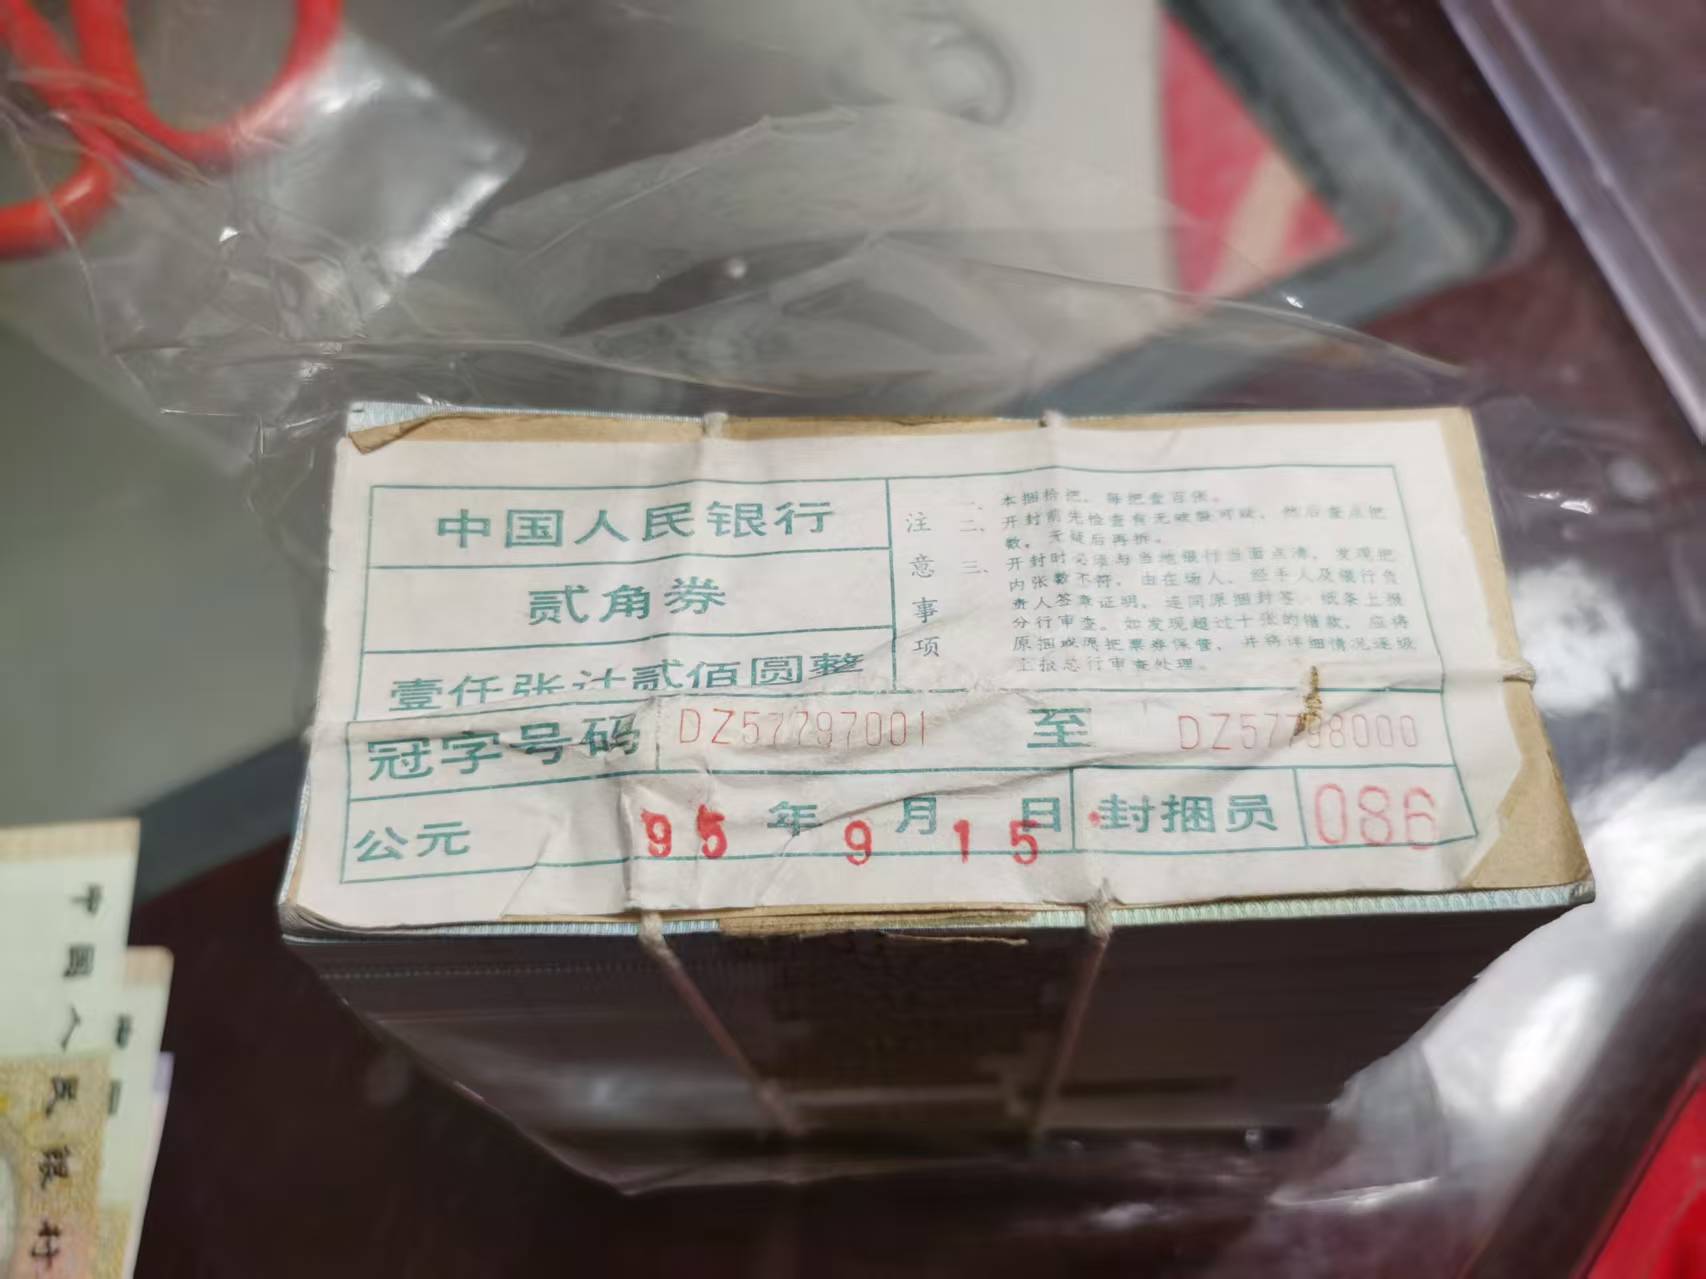 中国人民银行
贰角券
壹仟张计贰佰圆整
注意事项
一、本捆拾把，每把壹百张。
二、开封前先检查有无破损可疑，然后查点把
数，无疑后再拆。
三、开封时必须与当地银行当面点清，发现把
内张数不符，由在场人、经手人及银行负
责人签章证明，连同原捆封签、纸条上报
分行审查。如发现超过十张的错款，应将
原捆或原把票券保管，并将详细情况逐级
上报总行审查处理。
冠字号码 DZ57797001 至 DZ57798000
公元 95 年 9 月 15 日 封捆员 086
中国人民银行